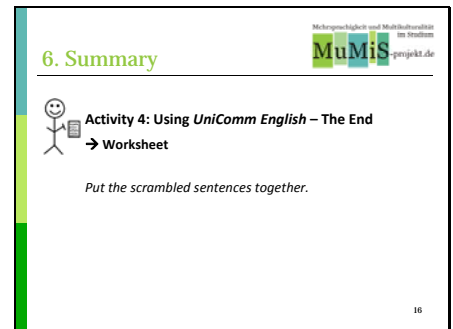 Mehrsprachigkeit und Multikulturalität
im Studium
MuMiS-projekt.de
6. Summary
Activity 4: Using UniComm English – The End
→ Worksheet
Put the scrambled sentences together.
16